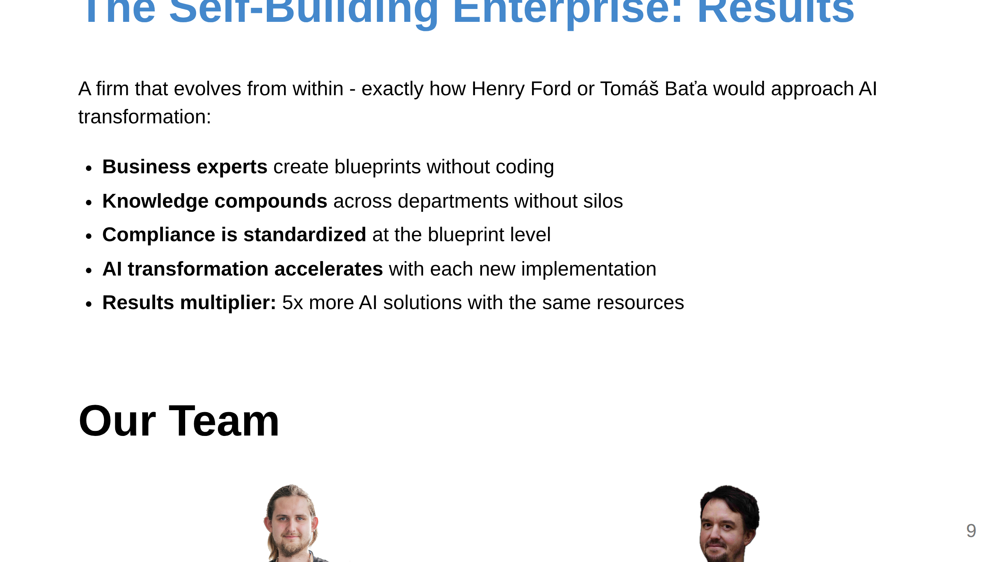 The Self-Building Enterprise: Results
A firm that evolves from within - exactly how Henry Ford or Tomáš Baťa would approach AI
transformation:
• Business experts create blueprints without coding
• Knowledge compounds across departments without silos
• Compliance is standardized at the blueprint level
• AI transformation accelerates with each new implementation
• Results multiplier: 5x more AI solutions with the same resources
Our Team
9